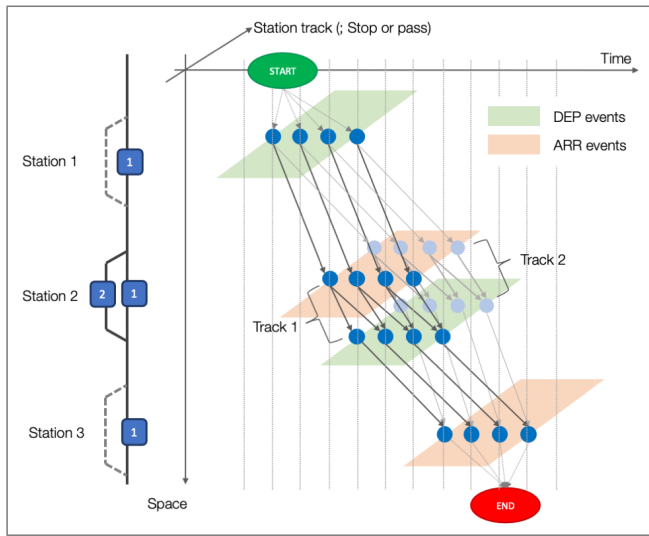 Station track (; Stop or pass)
Time
START
DEP events
ARR events
Station 1
1
Track 2
Station 2
2
1
Track 1
Station 3
1
Space
END